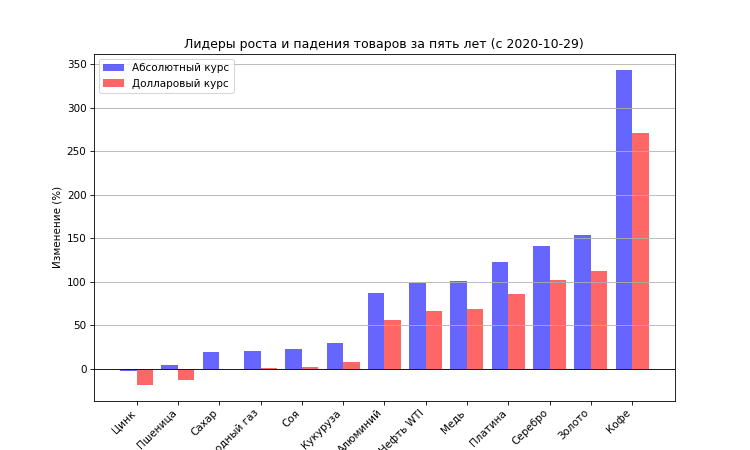 Лидеры роста и падения товаров за пять лет (с 2020-10-29)
Абсолютный курс
Долларовый курс
Изменение (%)
350
300
250
200
150
100
50
0
Цинк
Пшеница
Сахар
одный газ
Соя
Кукуруза
Алюминий
Нефть WTI
Медь
Платина
Серебро
Золото
Кофе